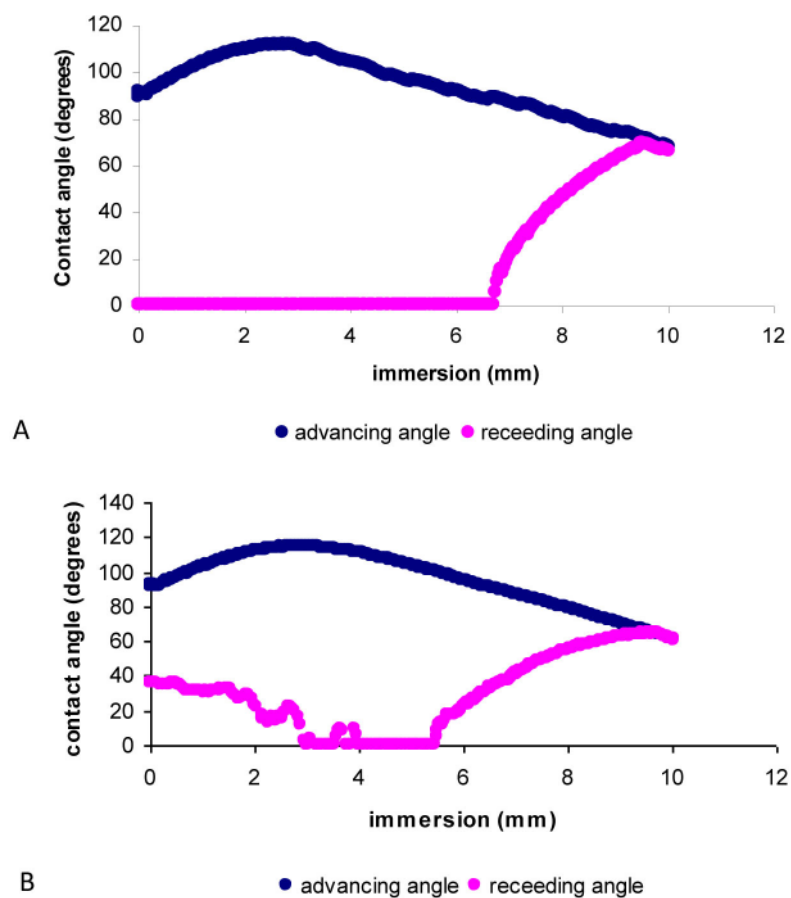 120
100
80
60
40
20
0
Contact angle (degrees)
0 2 4 6 8 10 12
immersion (mm)
A
advancing angle receeding angle
140
120
100
80
60
40
20
0
contact angle (degrees)
0 2 4 6 8 10 12
immersion (mm)
B
advancing angle receeding angle